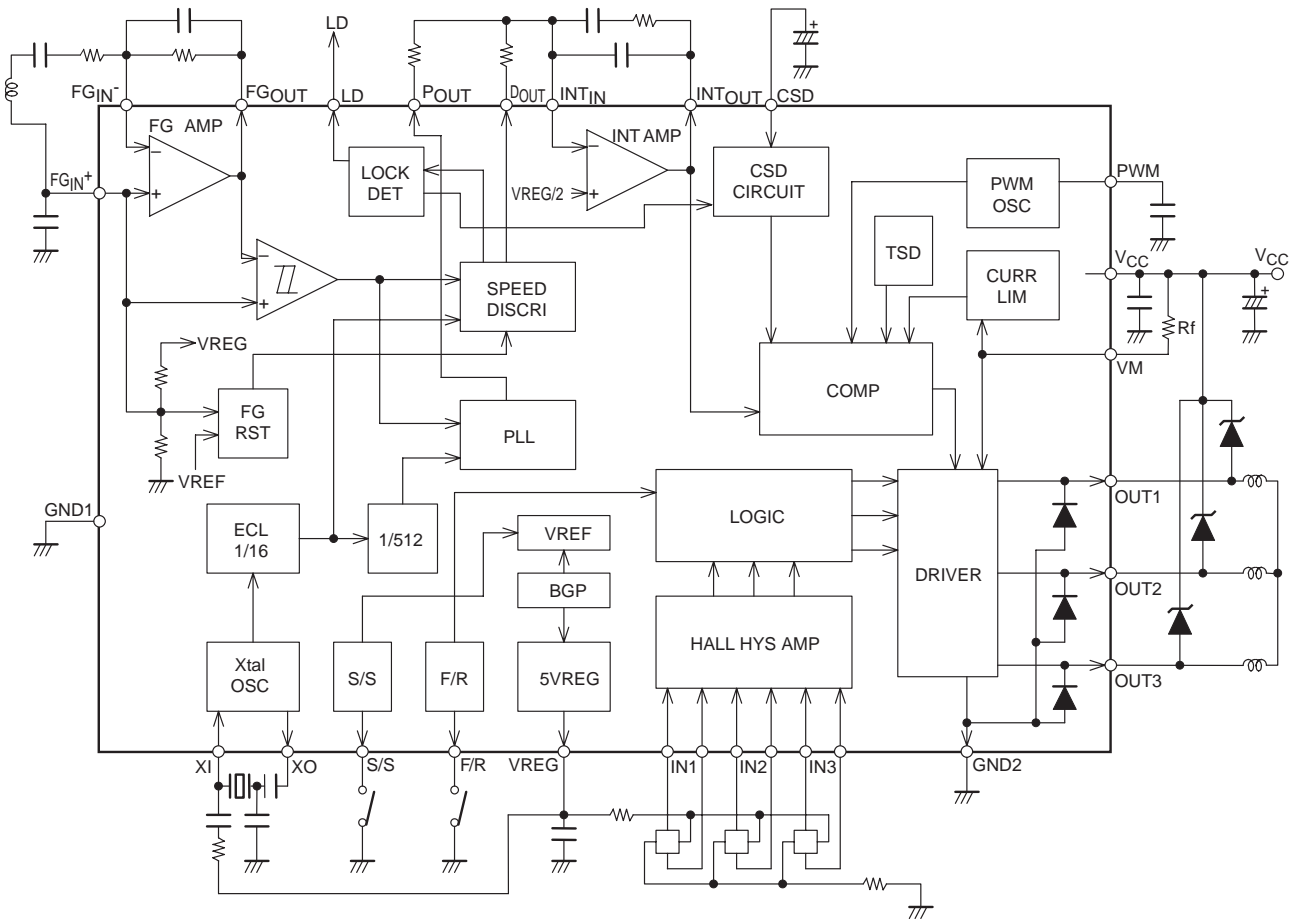 LD
+
FGIN-
FGOUT
LD
POUT
DOUT
INTIN
INTOUT
CSD
FG AMP
INT AMP
LOCK
DET
CSD
CIRCUIT
PWM
OSC
PWM
FGIN+
VREG/2
−
+
−
+
TSD
VCC
VCC
CURR
LIM
+
−
+
SPEED
DISCRI
Rf
VREG
VM
COMP
FG
RST
PLL
VREF
GND1
OUT1
ECL
1/16
1/512
VREF
LOGIC
DRIVER
BGP
OUT2
HALL HYS AMP
Xtal
OSC
S/S
F/R
5VREG
OUT3
XI
XO
S/S
F/R
VREG
IN1
IN2
IN3
GND2